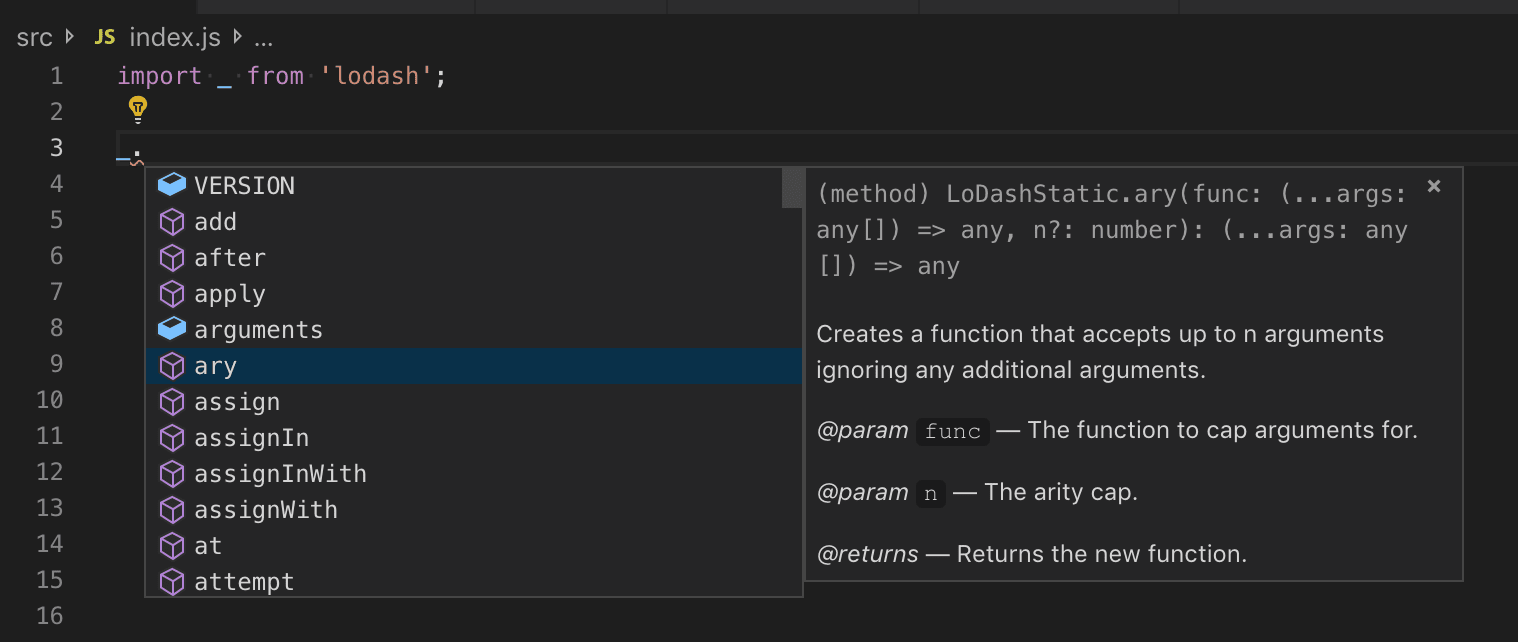 src JS index.js ...
1 import _ from 'lodash';
2
3 _.
4 VERSION
5 add
6 after
7 apply
8 arguments
9 ary
10 assign
11 assignIn
12 assignInWith
13 assignWith
14 at
15 attempt
16
(method) LoDashStatic.ary(func: (...args:
any[]) => any, n?: number): (...args: any
[]) => any
Creates a function that accepts up to n arguments
ignoring any additional arguments.
@param func — The function to cap arguments for.
@param n — The arity cap.
@returns — Returns the new function.